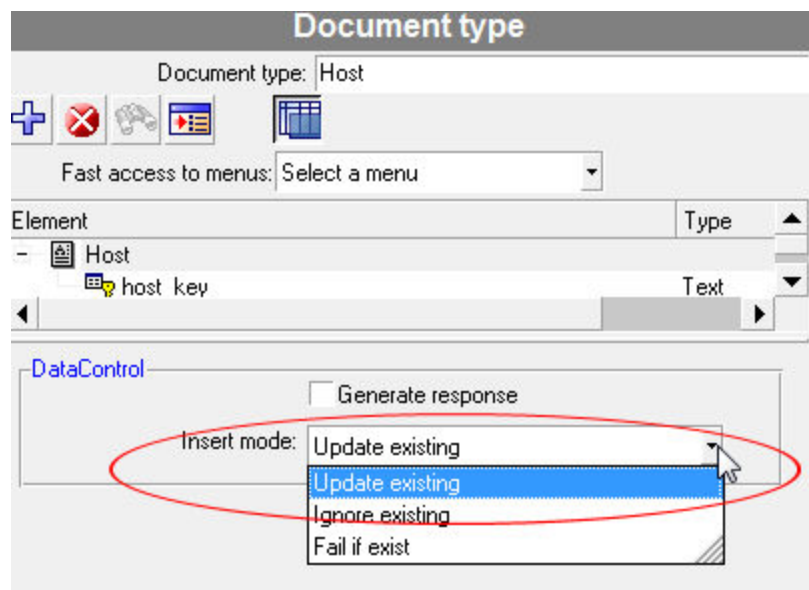 Document type
Document type: Host
Fast access to menus: Select a menu
Element Type
Host
host_key Text
DataControl
Generate response
Insert mode: Update existing
Update existing
Ignore existing
Fail if exist